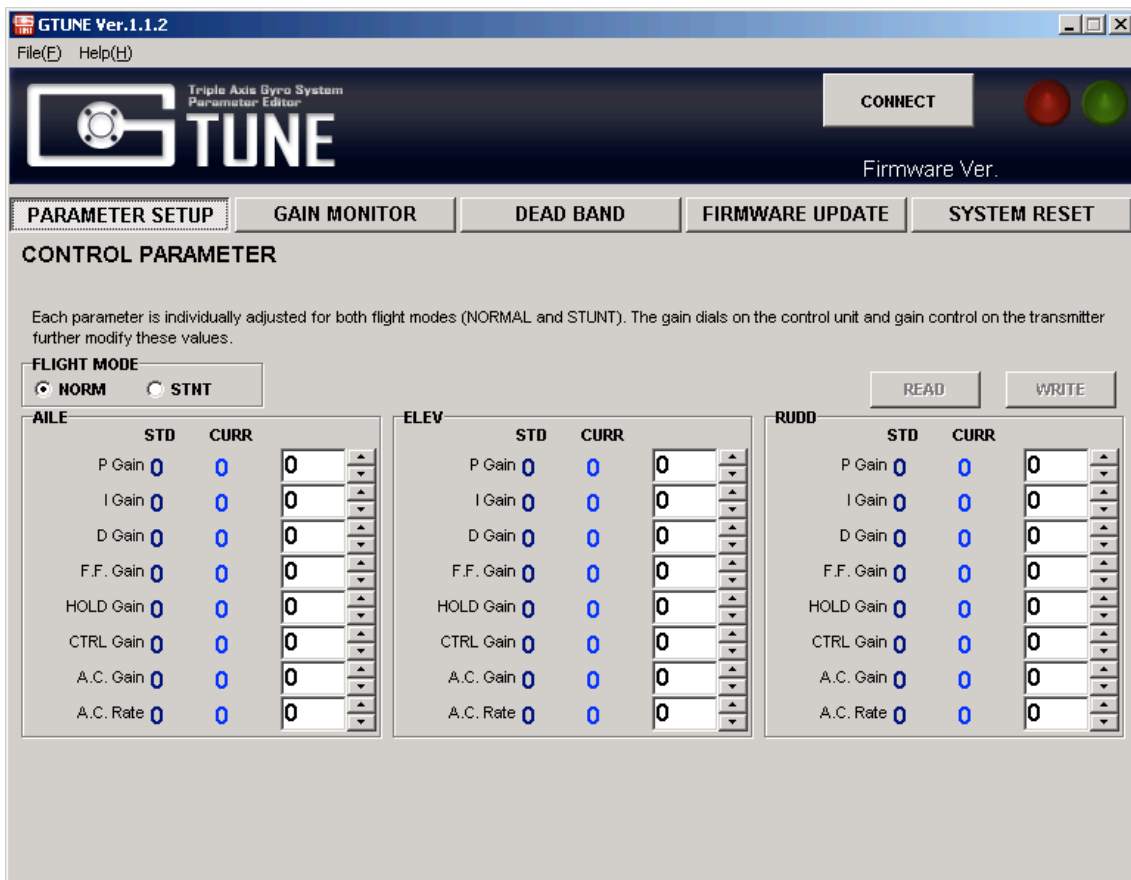 GTUNE Ver.1.1.2
File(F) Help(H)
Triple Axis Gyro System
Parameter Editor
G TUNE
CONNECT
Firmware Ver.
PARAMETER SETUP GAIN MONITOR DEAD BAND FIRMWARE UPDATE SYSTEM RESET
CONTROL PARAMETER
Each parameter is individually adjusted for both flight modes (NORMAL and STUNT). The gain dials on the control unit and gain control on the transmitter
further modify these values.
FLIGHT MODE
NORM STNT
READ WRITE
AILE
STD CURR
P Gain 0 0 0
I Gain 0 0 0
D Gain 0 0 0
F.F. Gain 0 0 0
HOLD Gain 0 0 0
CTRL Gain 0 0 0
A.C. Gain 0 0 0
A.C. Rate 0 0 0
ELEV
STD CURR
P Gain 0 0 0
I Gain 0 0 0
D Gain 0 0 0
F.F. Gain 0 0 0
HOLD Gain 0 0 0
CTRL Gain 0 0 0
A.C. Gain 0 0 0
A.C. Rate 0 0 0
RUDD
STD CURR
P Gain 0 0 0
I Gain 0 0 0
D Gain 0 0 0
F.F. Gain 0 0 0
HOLD Gain 0 0 0
CTRL Gain 0 0 0
A.C. Gain 0 0 0
A.C. Rate 0 0 0